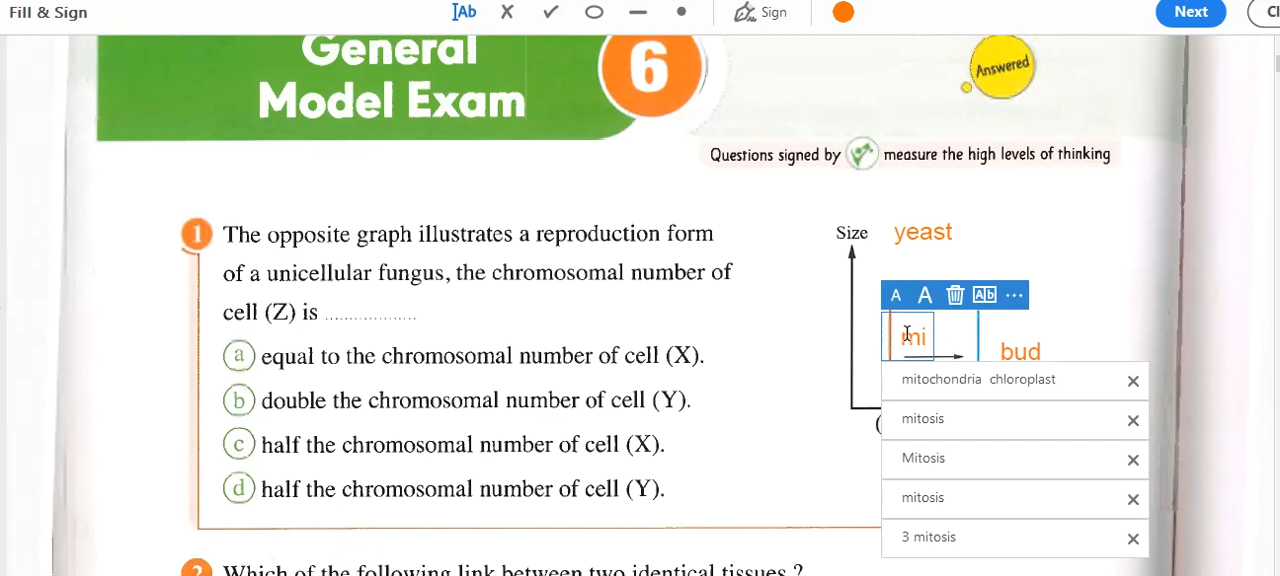 Fill & Sign
Ab
Sign
Next
Cl
General
Model Exam
6
Answered
Questions signed by measure the high levels of thinking
1 The opposite graph illustrates a reproduction form
of a unicellular fungus, the chromosomal number of
cell (Z) is ..................
a equal to the chromosomal number of cell (X).
b double the chromosomal number of cell (Y).
c half the chromosomal number of cell (X).
d half the chromosomal number of cell (Y).
Size
yeast
A A Ab ...
mi
bud
mitochondria chloroplast
mitosis
Mitosis
mitosis
3 mitosis
2 Which of the following link between two identical tissues ?